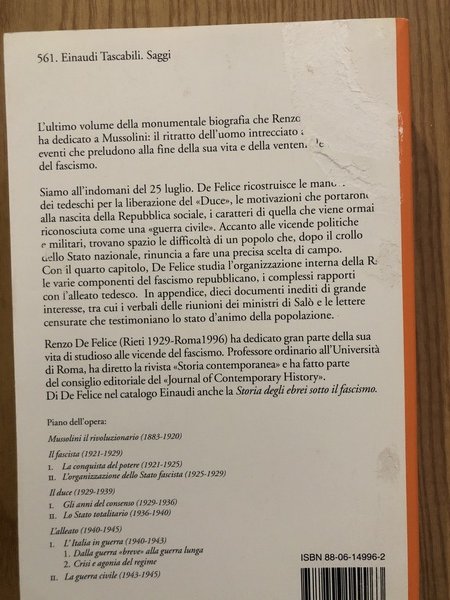 561. Einaudi Tascabili. Saggi
L'ultimo volume della monumentale biografia che Renzo
ha dedicato a Mussolini: il ritratto dell'uomo intrecciato
eventi che preludono alla fine della sua vita e della
del fascismo.
Siamo all'indomani del 25 luglio. De Felice ricostruisce le
dei tedeschi per la liberazione del «Duce», le motivazioni che portarono
alla nascita della Repubblica sociale, i caratteri di quella che viene ormai
riconosciuta come una «guerra civile». Accanto alle vicende politiche
e militari, trovano spazio le difficoltà di un popolo che, dopo il crollo
dello Stato nazionale, rinuncia a fare una precisa scelta di campo.
Con il quarto capitolo, De Felice studia l'organizzazione interna della
le varie componenti del fascismo repubblicano, i complessi rapporti
con l'alleato tedesco. In appendice, dieci documenti inediti di grande
interesse, tra cui i verbali delle riunioni dei ministri di Salò e le lettere
censurate che testimoniano lo stato d'animo della popolazione.
Renzo De Felice (Rieti 1929-Roma1996) ha dedicato gran parte della sua
vita di studioso alle vicende del fascismo. Professore ordinario all'Università
di Roma, ha diretto la rivista «Storia contemporanea» e ha fatto parte
del consiglio editoriale del «Journal of Contemporary History».
Di De Felice nel catalogo Einaudi anche la Storia degli ebrei sotto il fascismo.
Piano dell'opera:
Mussolini il rivoluzionario (1883-1920)
Il fascista (1921-1929)
I. La conquista del potere (1921-1925)
II. L'organizzazione dello Stato fascista (1925-1929)
Il duce (1929-1939)
I. Gli anni del consenso (1929-1936)
II. Lo Stato totalitario (1936-1940)
L'alleato (1940-1945)
I. L'Italia in guerra (1940-1943)
1. Dalla guerra «breve» alla guerra lunga
2. Crisi e agonia del regime
II. La guerra civile (1943-1945)
ISBN 88-06-14996-2